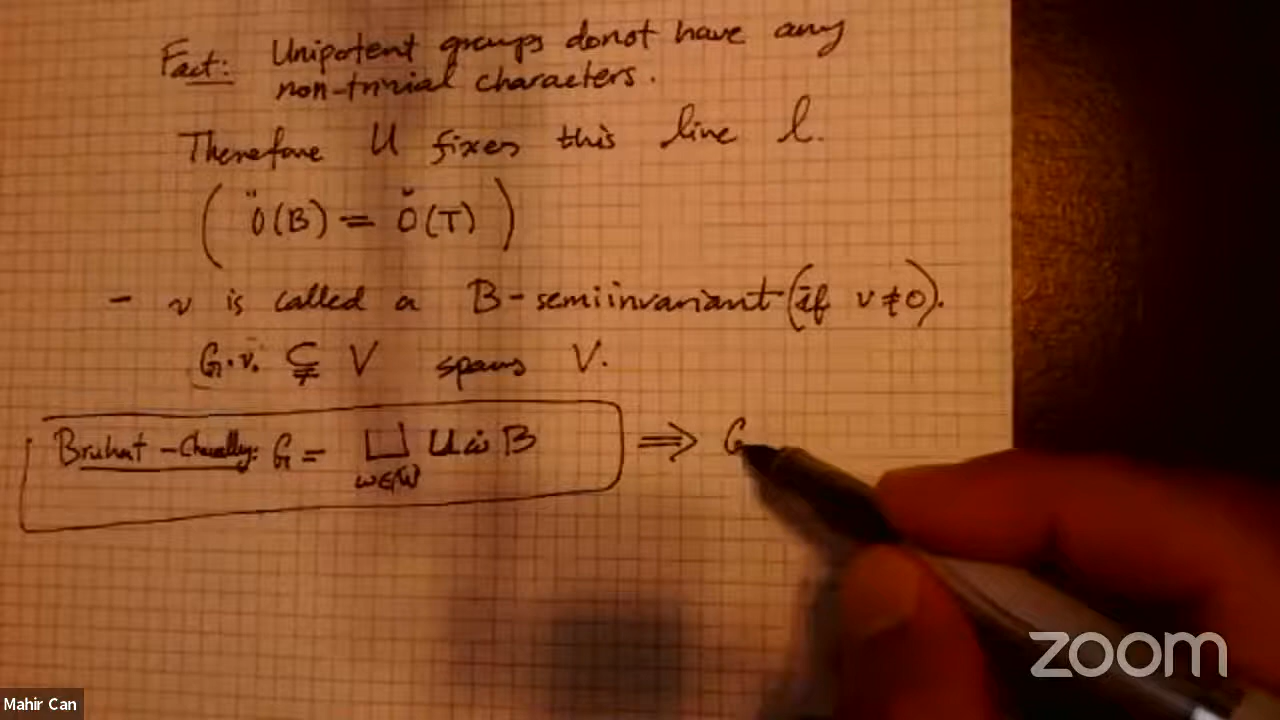 Fact: Unipotent groups donot have any
non-trivial characters.
Therefore U fixes this line l.
( Ö(B) = Ŏ(T) )
- v is called a B-semiinvariant (if v ≠ 0).
G·v. ⊊ V spans V.
Bruhat-Chevalley: G = ⊔ U ẇ B ⇒ G
w∈W
zoom
Mahir Can